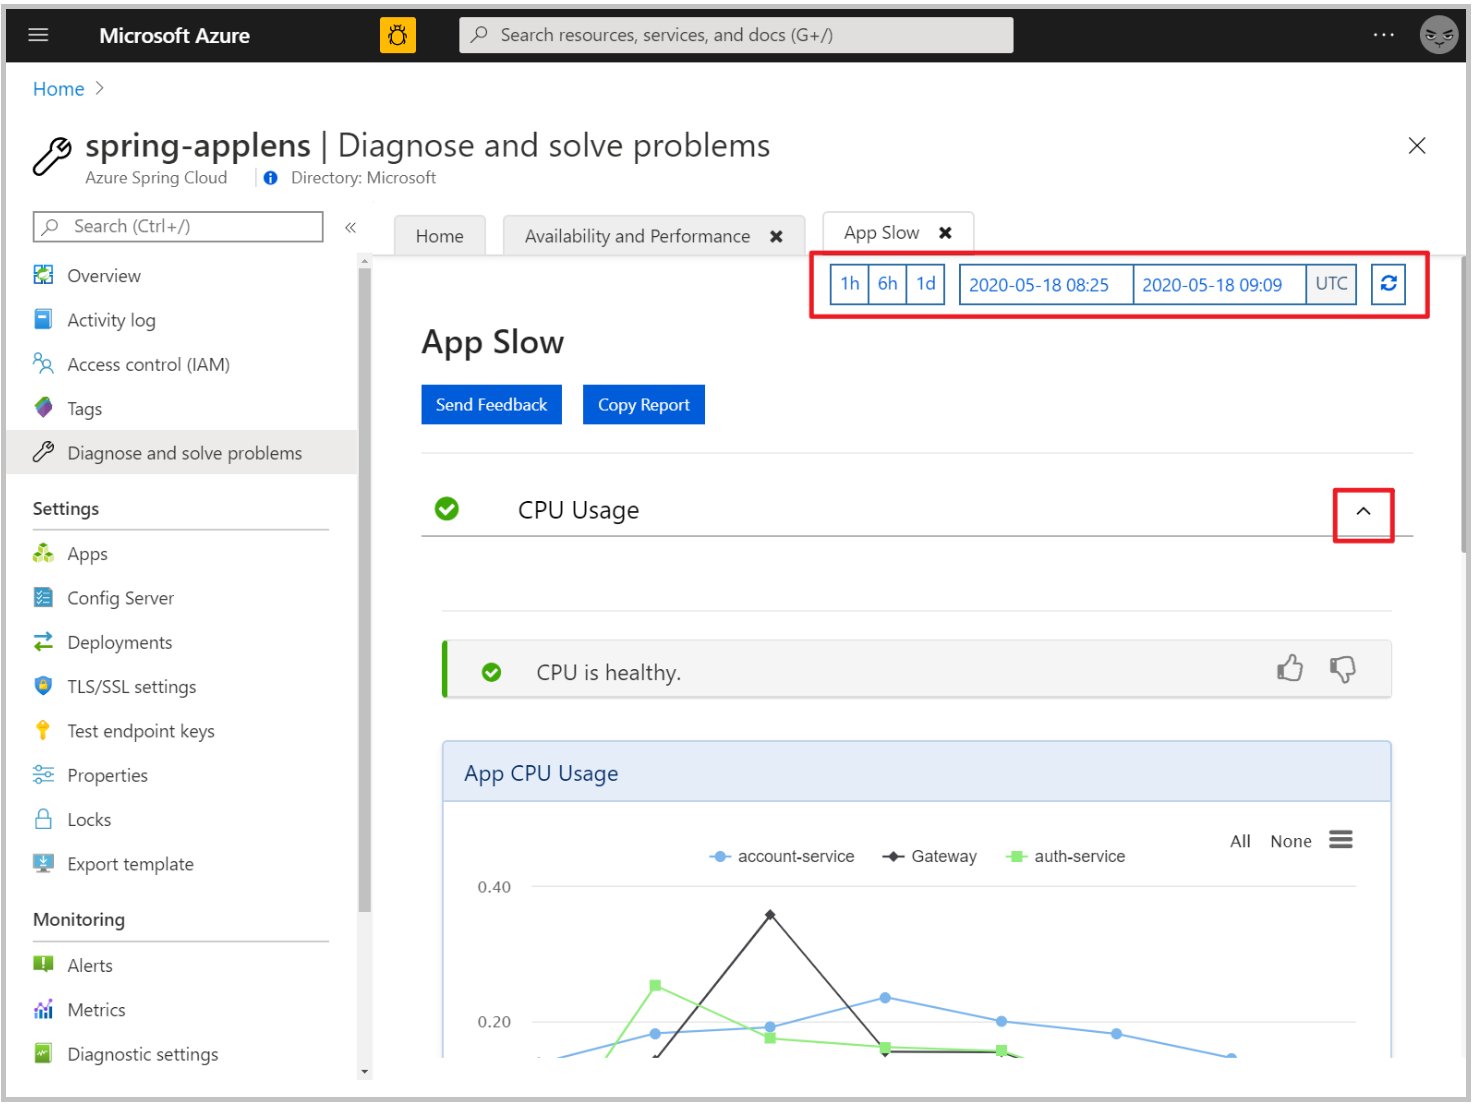 Microsoft Azure
Search resources, services, and docs (G+/)
...
Home >
spring-applens | Diagnose and solve problems
Azure Spring Cloud
Directory: Microsoft
Search (Ctrl+/)
«
Overview
Activity log
Access control (IAM)
Tags
Diagnose and solve problems
Settings
Apps
Config Server
Deployments
TLS/SSL settings
Test endpoint keys
Properties
Locks
Export template
Monitoring
Alerts
Metrics
Diagnostic settings
Home
Availability and Performance ✖
App Slow ✖
1h 6h 1d 2020-05-18 08:25 2020-05-18 09:09 UTC
App Slow
Send Feedback Copy Report
CPU Usage
CPU is healthy.
App CPU Usage
All None
account-service Gateway auth-service
0.40
0.20